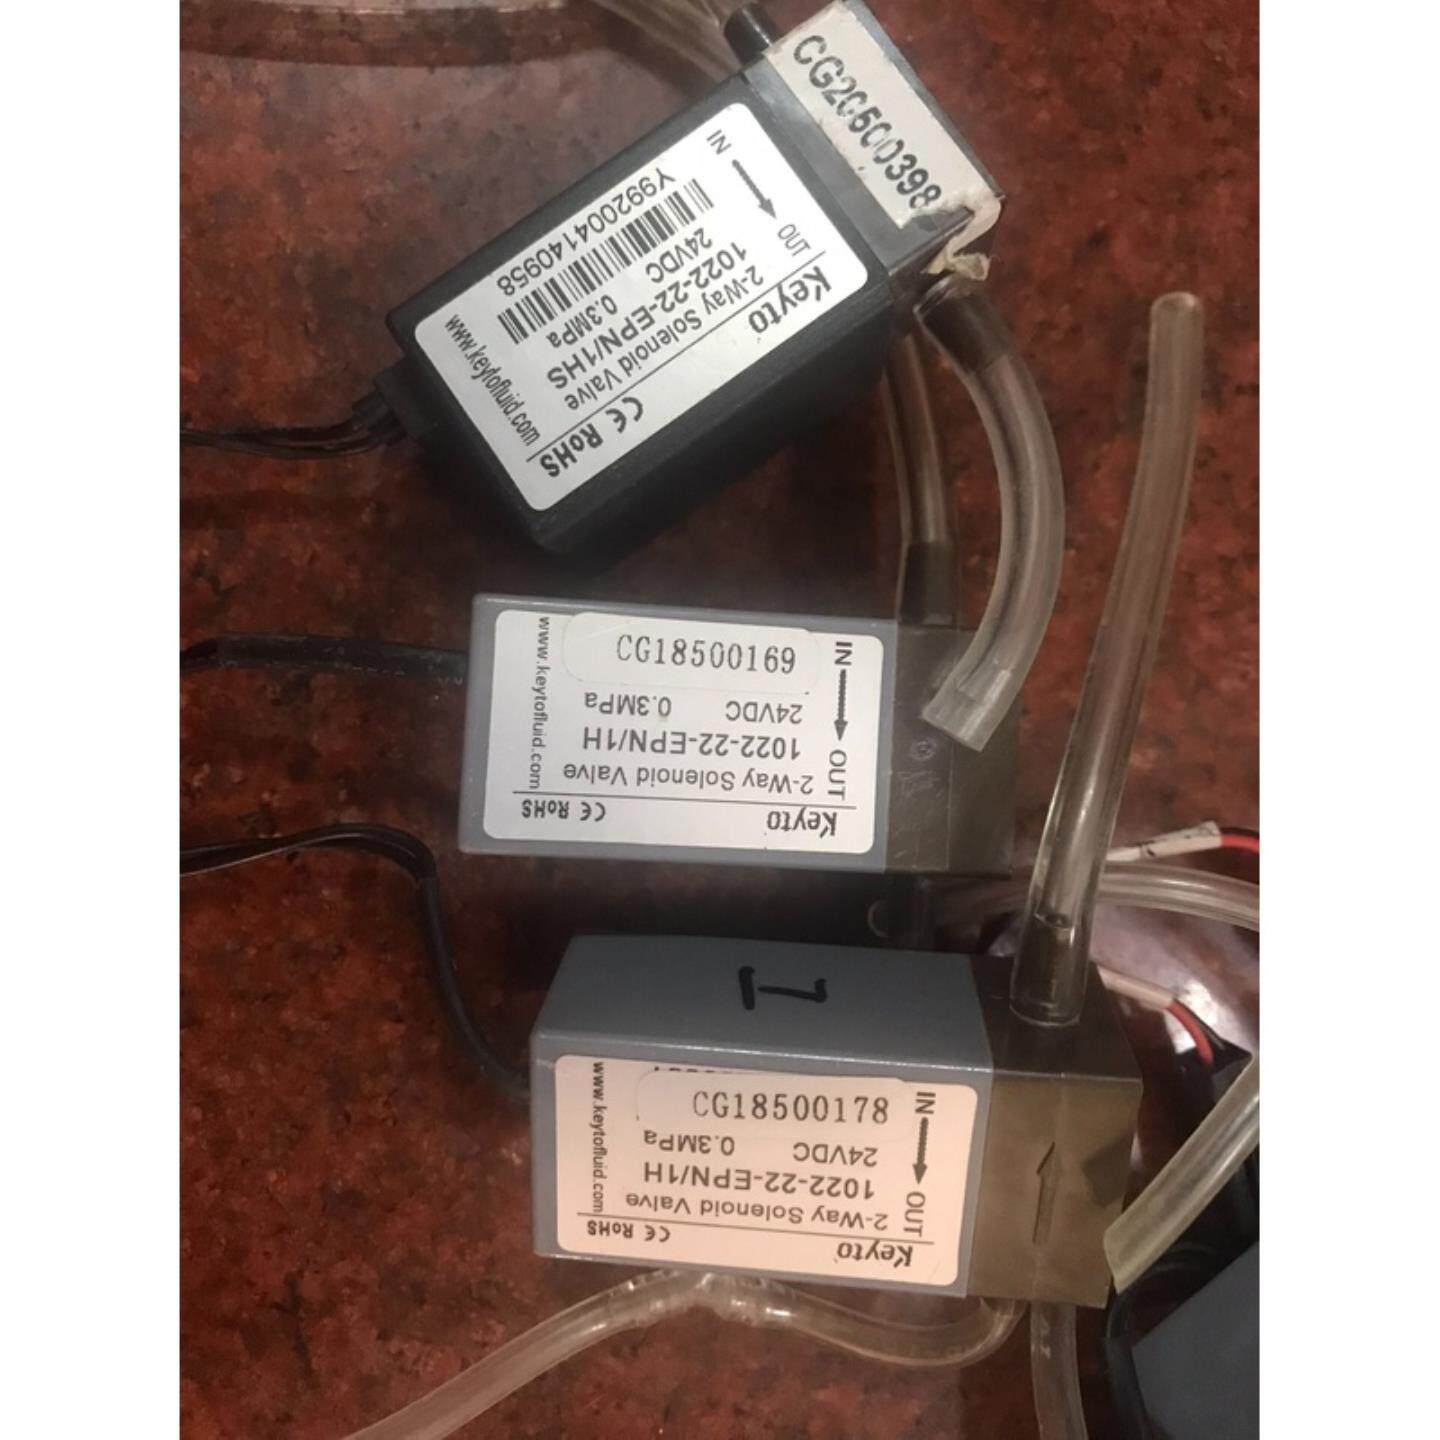 CG20500398
IN OUT
Keyto
CE RoHS
2-Way Solenoid Valve
1022-22-EPN/1HS
24VDC 0.3MPa
Y992004140958
www.keytofluid.com
CG18500169
IN OUT
Keyto
CE RoHS
2-Way Solenoid Valve
1022-22-EPN/1H
24VDC 0.3MPa
www.keytofluid.com
1
CG18500178
IN OUT
Keyto
CE RoHS
2-Way Solenoid Valve
1022-22-EPN/1H
24VDC 0.3MPa
www.keytofluid.com